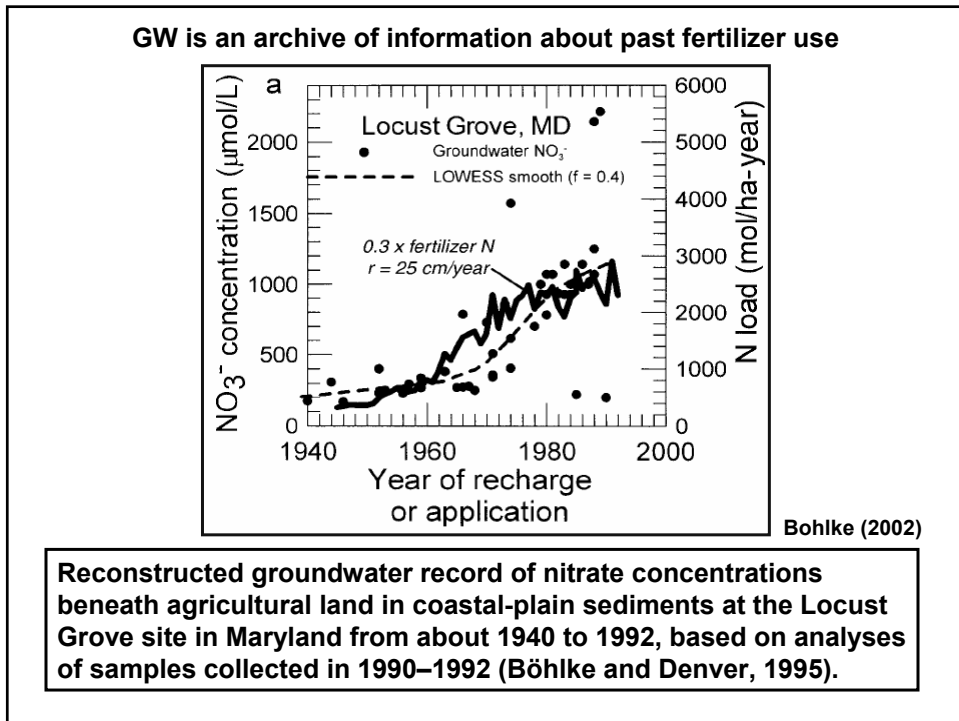 GW is an archive of information about past fertilizer use
a
NO3⁻ concentration (µmol/L)
2000
1500
1000
500
0
Locust Grove, MD
Groundwater NO3⁻
LOWESS smooth (f = 0.4)
0.3 x fertilizer N
r = 25 cm/year
6000
5000
4000
3000
2000
1000
0
N load (mol/ha-year)
1940 1960 1980 2000
Year of recharge
or application
Bohlke (2002)
Reconstructed groundwater record of nitrate concentrations
beneath agricultural land in coastal-plain sediments at the Locust
Grove site in Maryland from about 1940 to 1992, based on analyses
of samples collected in 1990–1992 (Böhlke and Denver, 1995).